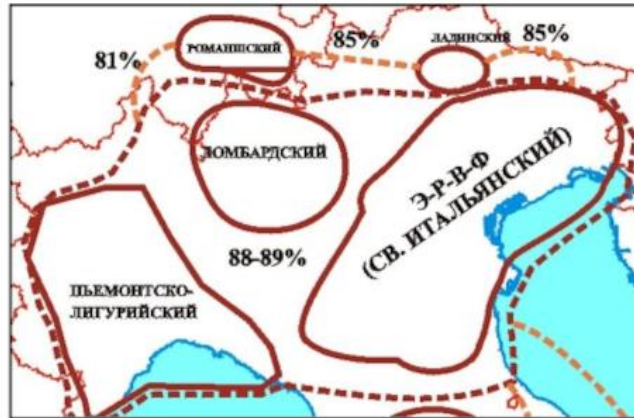 РОМАНШСКИЙ
85%
ЛАДИНСКИЙ
85%
81%
ЛОМБАРДСКИЙ
Э-Р-В-Ф
(СВ. ИТАЛЬЯНСКИЙ)
88-89%
ПЬЕМОНТСКО-
ЛИГУРИЙСКИЙ